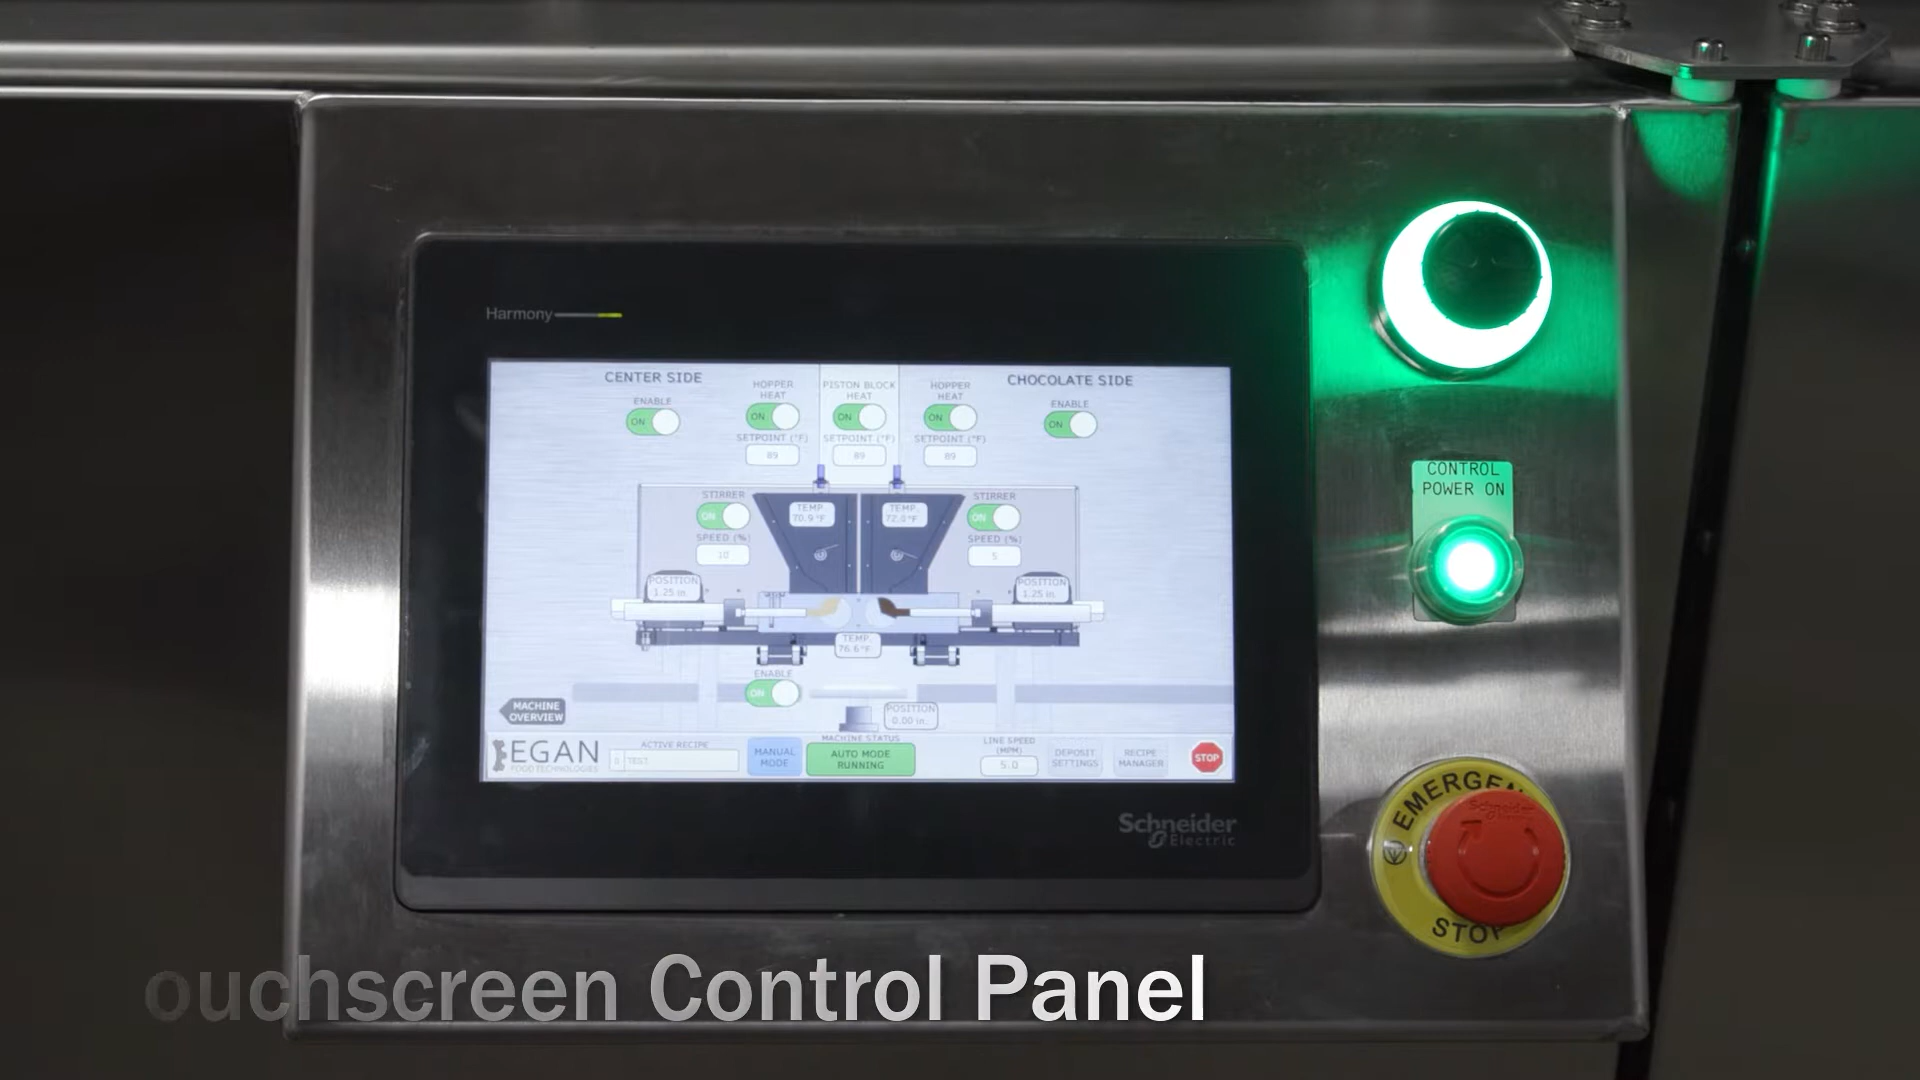 Harmony
CENTER SIDE
CHOCOLATE SIDE
ENABLE
ON
HOPPER
HEAT
ON
SETPOINT (°F)
89
PISTON BLOCK
HEAT
ON
SETPOINT (°F)
89
HOPPER
HEAT
ON
SETPOINT (°F)
89
ENABLE
ON
STIRRER
ON
SPEED (%)
10
TEMP.
70.9 °F
TEMP.
72.0 °F
STIRRER
ON
SPEED (%)
5
POSITION
1.25 in.
POSITION
1.25 in.
TEMP.
76.6 °F
ENABLE
ON
POSITION
0.00 in.
MACHINE
OVERVIEW
EGAN
FOOD TECHNOLOGIES
ACTIVE RECIPE
TEST
MANUAL
MODE
MACHINE STATUS
AUTO MODE
RUNNING
LINE SPEED
(MPM)
5.0
DEPOSIT
SETTINGS
RECIPE
MANAGER
STOP
Schneider
Electric
CONTROL
POWER ON
EMERGEN
Schneider
STOP
ouchscreen Control Panel